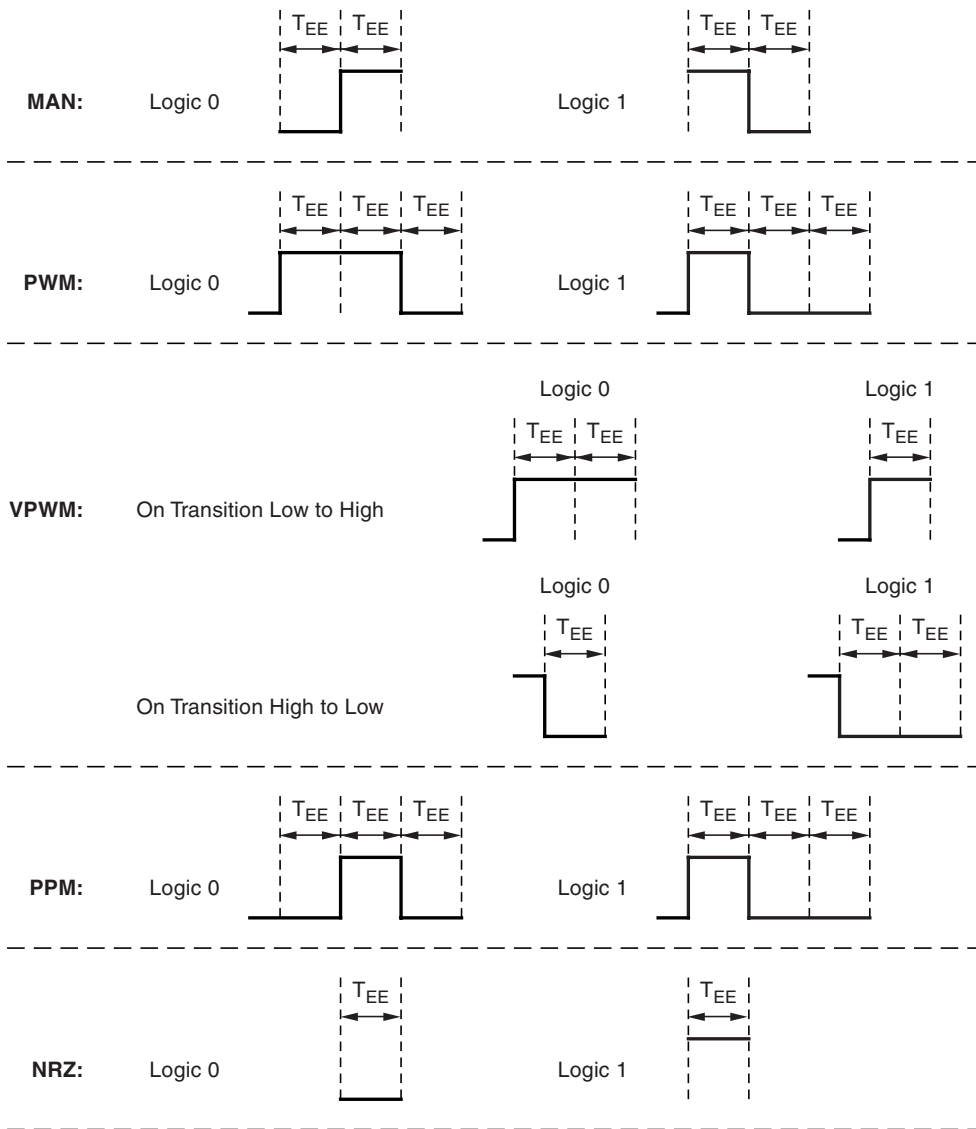 T_EE T_EE T_EE T_EE
MAN: Logic 0 Logic 1
T_EE T_EE T_EE T_EE T_EE T_EE
PWM: Logic 0 Logic 1
Logic 0 Logic 1
T_EE T_EE T_EE
VPWM: On Transition Low to High
Logic 0 Logic 1
T_EE T_EE T_EE
On Transition High to Low
T_EE T_EE T_EE T_EE T_EE T_EE
PPM: Logic 0 Logic 1
T_EE T_EE
NRZ: Logic 0 Logic 1